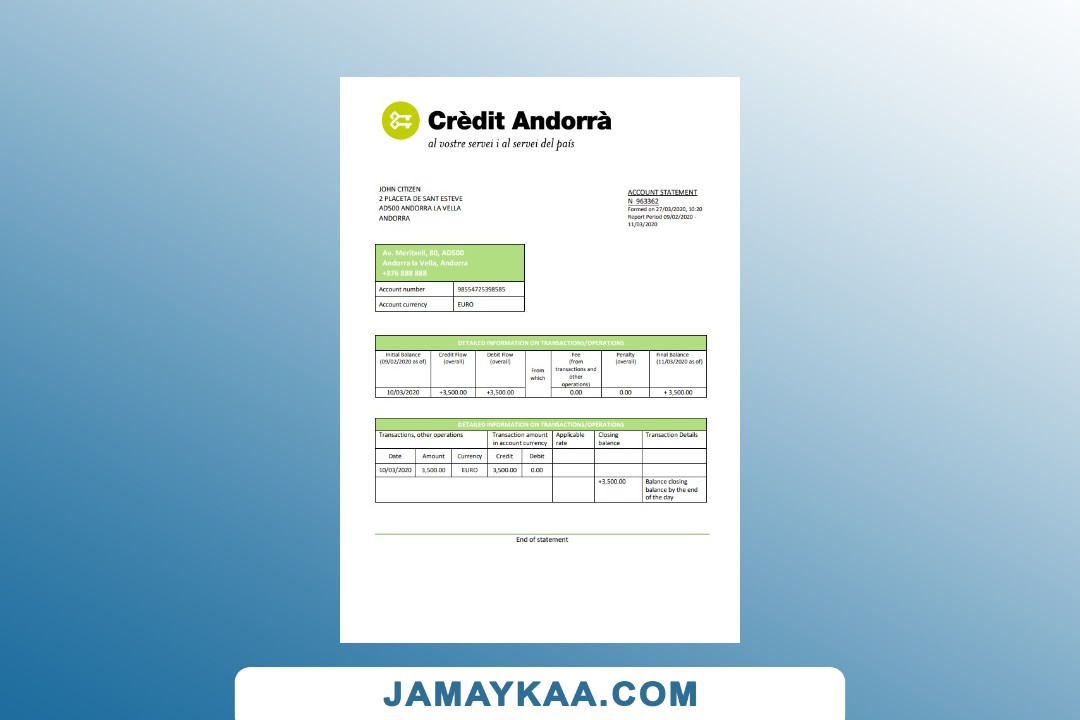 Crèdit Andorrà
al vostre servei i al servei del país
JOHN CITIZEN
2 PLACETA DE SANT ESTEVE
AD500 ANDORRA LA VELLA
ANDORRA
ACCOUNT STATEMENT
N 963362
Formed on 27/03/2020, 10:20
Report Period 09/02/2020 -
11/03/2020
Av. Meritxell, 80, AD500
Andorra la Vella, Andorra
+376 888 888
Account number 98554725398585
Account currency EURO
DETAILED INFORMATION ON TRANSACTIONS/OPERATIONS
Initial Balance
(09/02/2020 as of)
Credit Flow
(overall)
Debit Flow
(overall)
From
which
Fee
(from
transactions and
other
operations)
Penalty
(overall)
Final Balance
(11/03/2020 as of)
10/03/2020 +3,500.00 +3,500.00 0.00 0.00 + 3,500.00
DETAILED INFORMATION ON TRANSACTIONS/OPERATIONS
Transactions, other operations
Transaction amount
in account currency
Applicable
rate
Closing
balance
Transaction Details
Date Amount Currency Credit Debit
10/03/2020 3,500.00 EURO 3,500.00 0.00
+3,500.00
Balance closing
balance by the end
of the day
End of statement
JAMAYKAA.COM